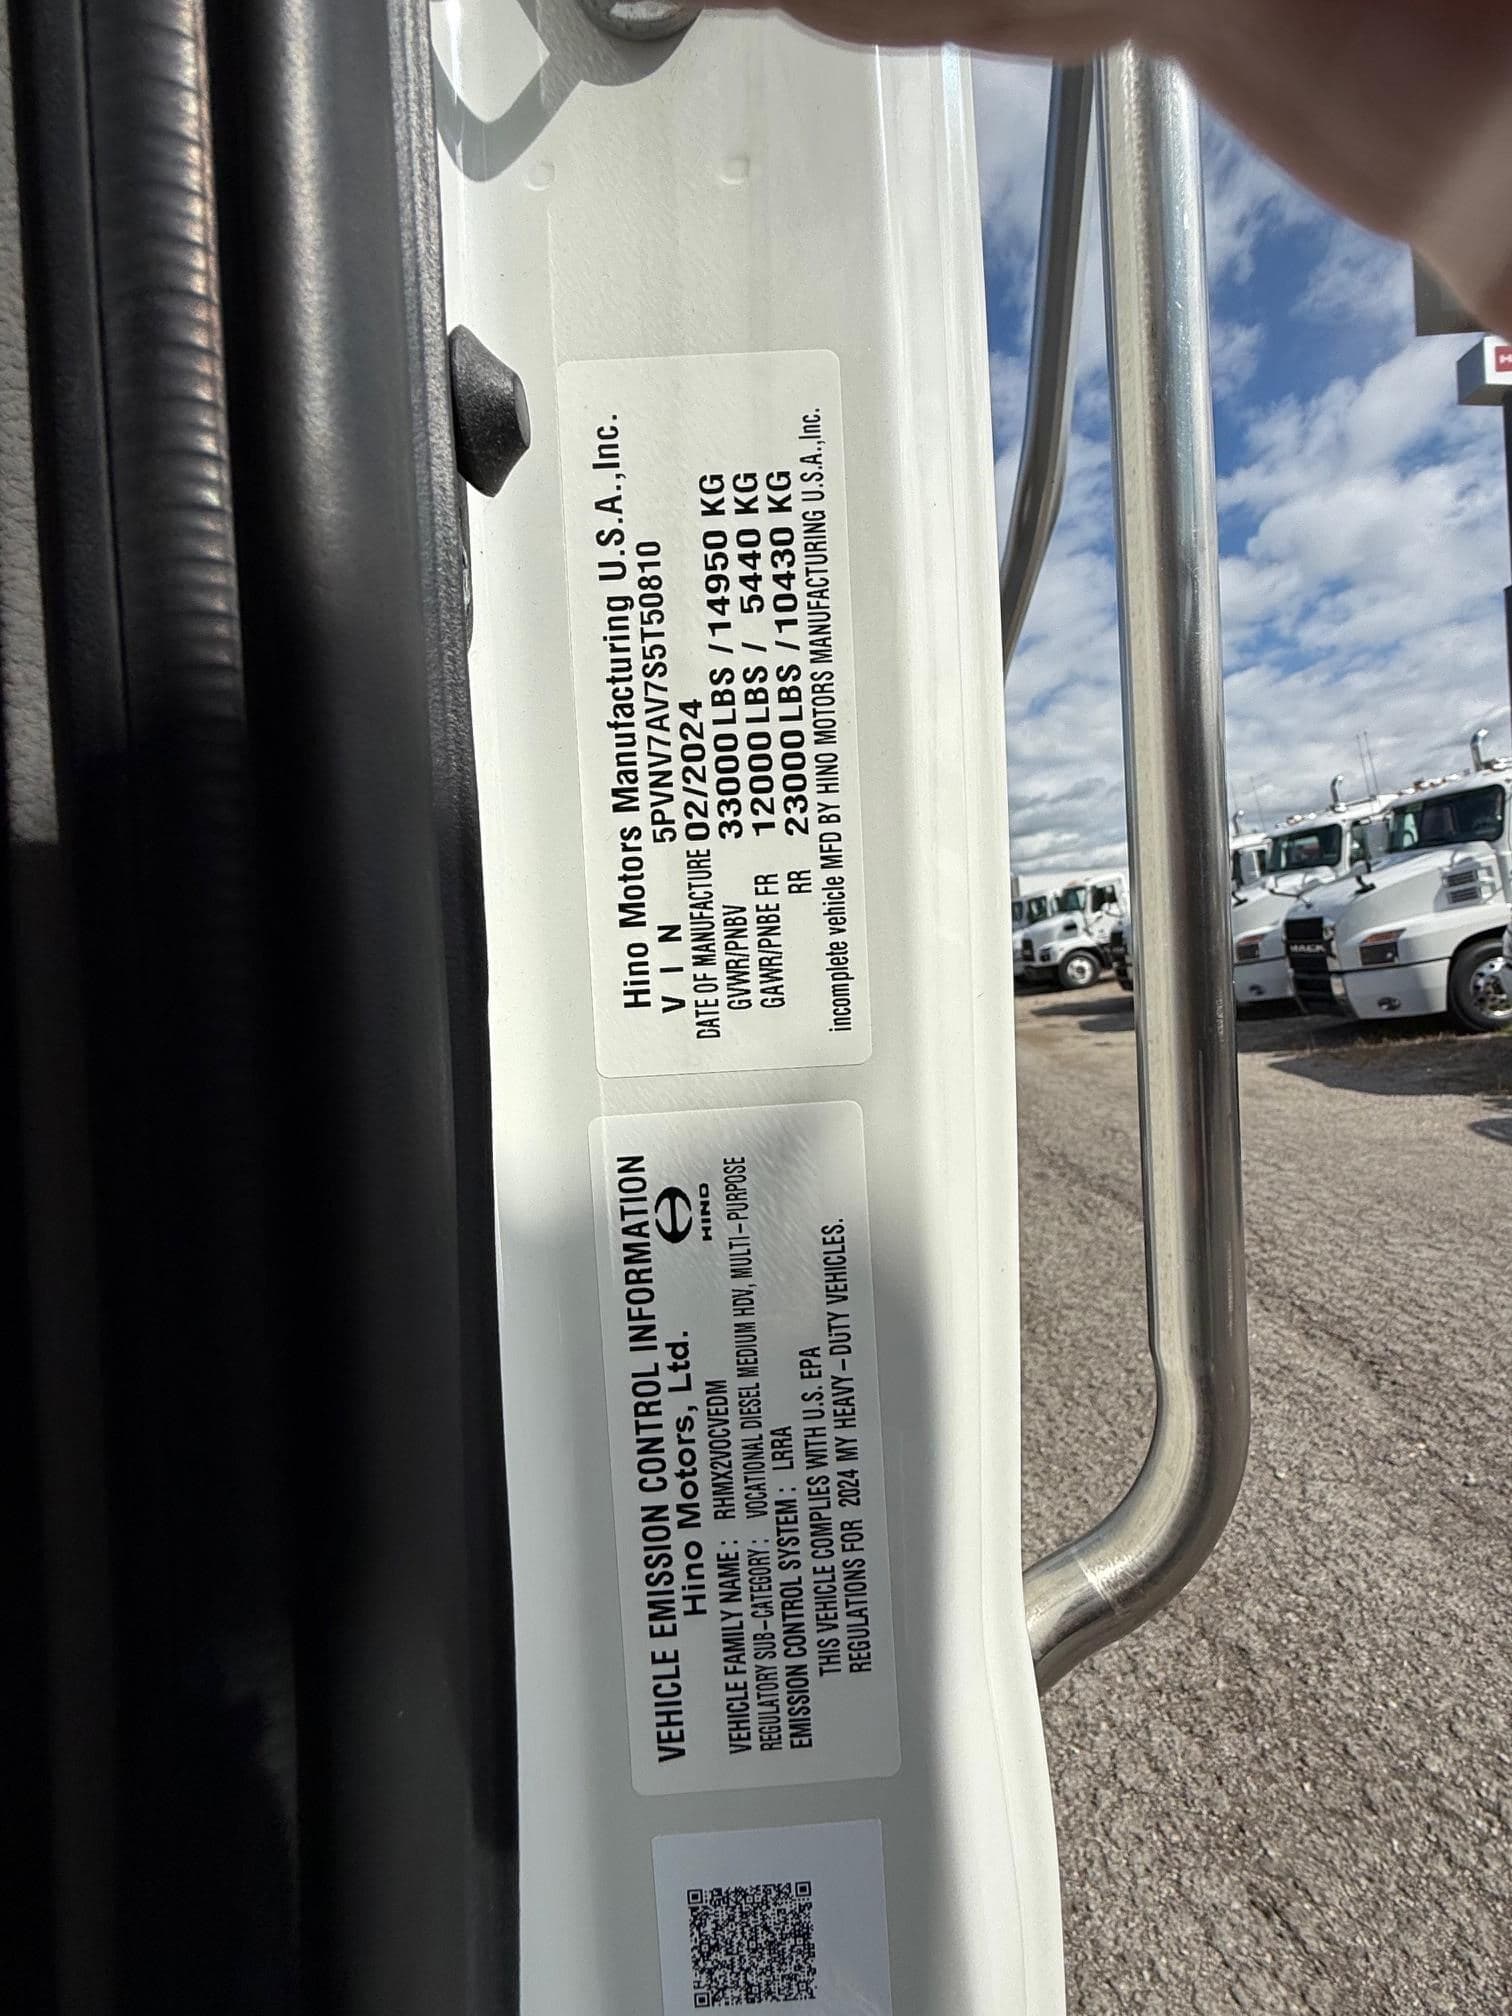 Hino Motors Manufacturing U.S.A.,Inc.
V I N 5PVNV7AV7S5T50810
DATE OF MANUFACTURE 02/2024
GVWR/PNBV 33000 LBS / 14950 KG
GAWR/PNBE FR 12000 LBS / 5440 KG
RR 23000 LBS / 10430 KG
incomplete vehicle MFD BY HINO MOTORS MANUFACTURING U.S.A.,Inc.
VEHICLE EMISSION CONTROL INFORMATION
Hino Motors, Ltd.
HINO
VEHICLE FAMILY NAME : RHMX2VOCVEDM
REGULATORY SUB-CATEGORY : VOCATIONAL DIESEL MEDIUM HDV, MULTI-PURPOSE
EMISSION CONTROL SYSTEM : LRRA
THIS VEHICLE COMPLIES WITH U.S. EPA
REGULATIONS FOR 2024 MY HEAVY-DUTY VEHICLES.
MACK